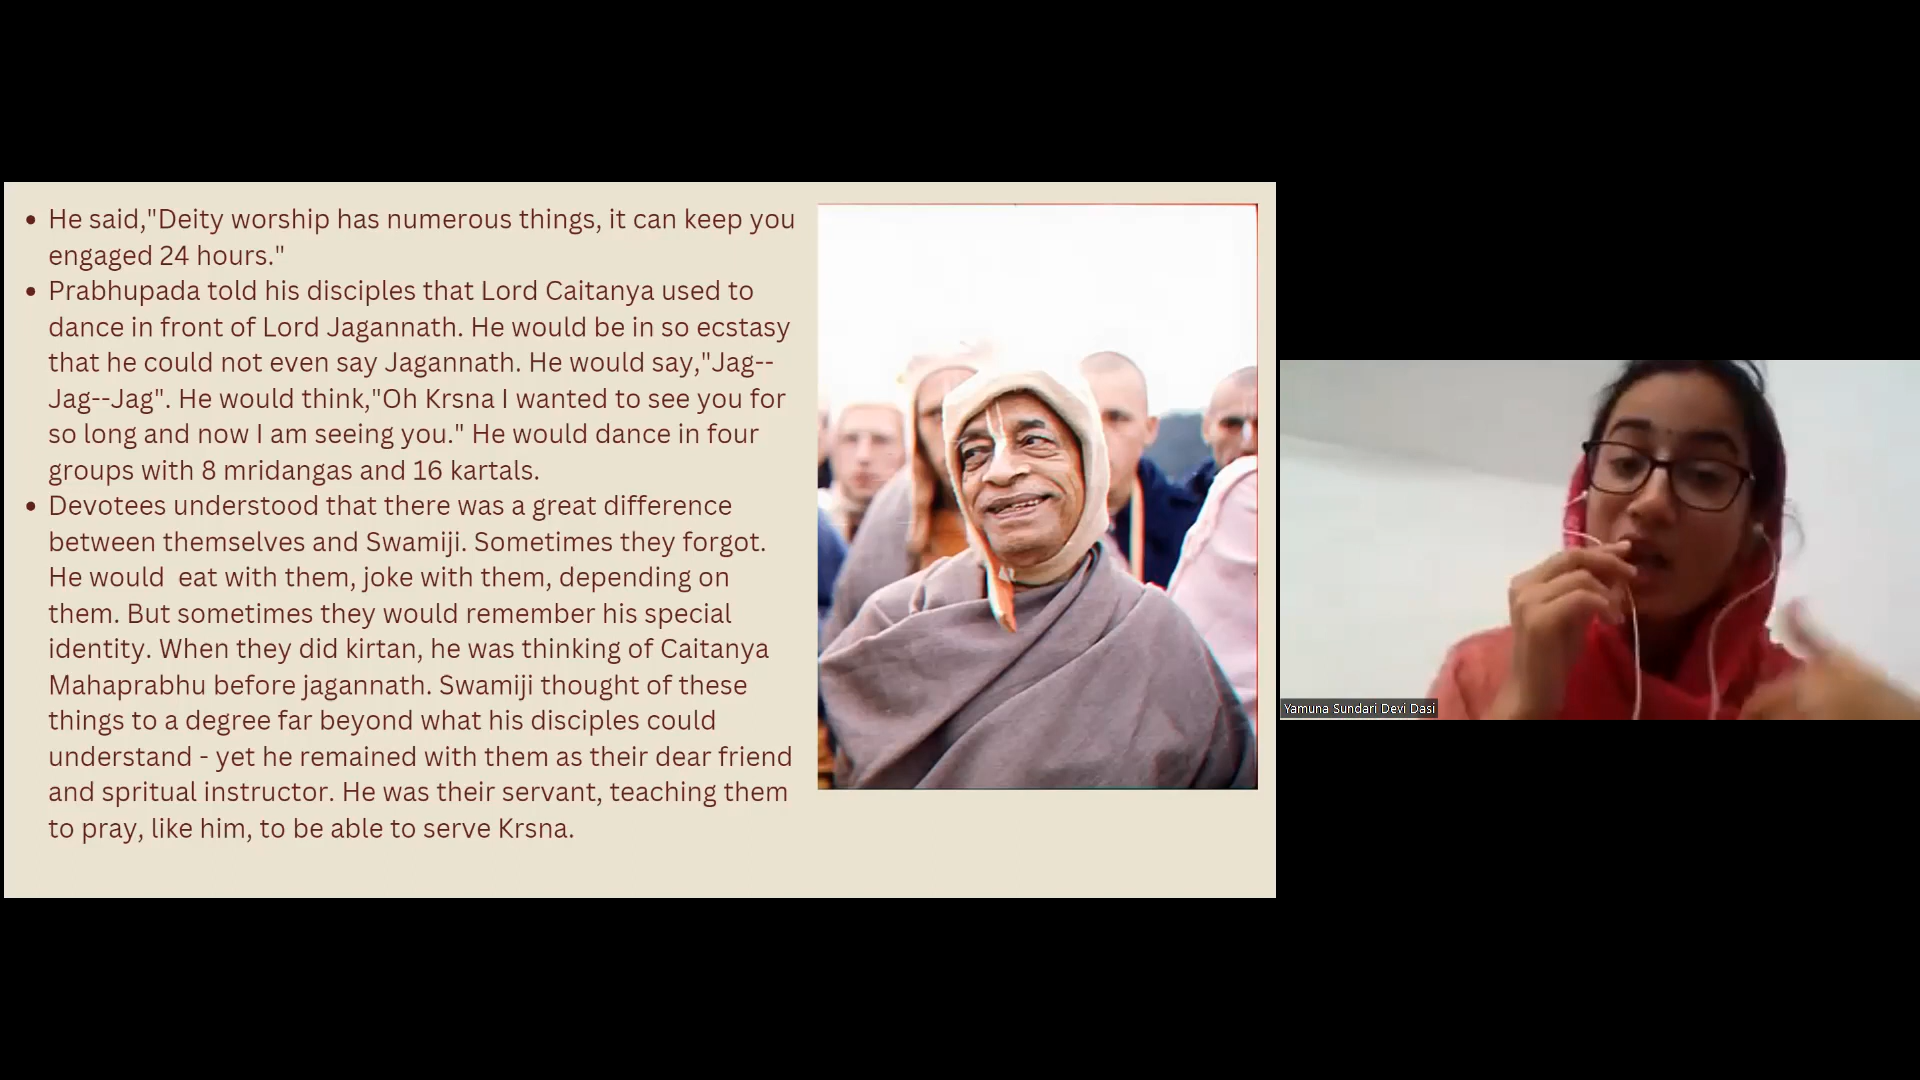 He said,"Deity worship has numerous things, it can keep you
engaged 24 hours."
Prabhupada told his disciples that Lord Caitanya used to
dance in front of Lord Jagannath. He would be in so ecstasy
that he could not even say Jagannath. He would say,"Jag--
Jag--Jag". He would think,"Oh Krsna I wanted to see you for
so long and now I am seeing you." He would dance in four
groups with 8 mridangas and 16 kartals.
Devotees understood that there was a great difference
between themselves and Swamiji. Sometimes they forgot.
He would  eat with them, joke with them, depending on
them. But sometimes they would remember his special
identity. When they did kirtan, he was thinking of Caitanya
Mahaprabhu before jagannath. Swamiji thought of these
things to a degree far beyond what his disciples could
understand - yet he remained with them as their dear friend
and spritual instructor. He was their servant, teaching them
to pray, like him, to be able to serve Krsna.
Yamuna Sundari Devi Dasi